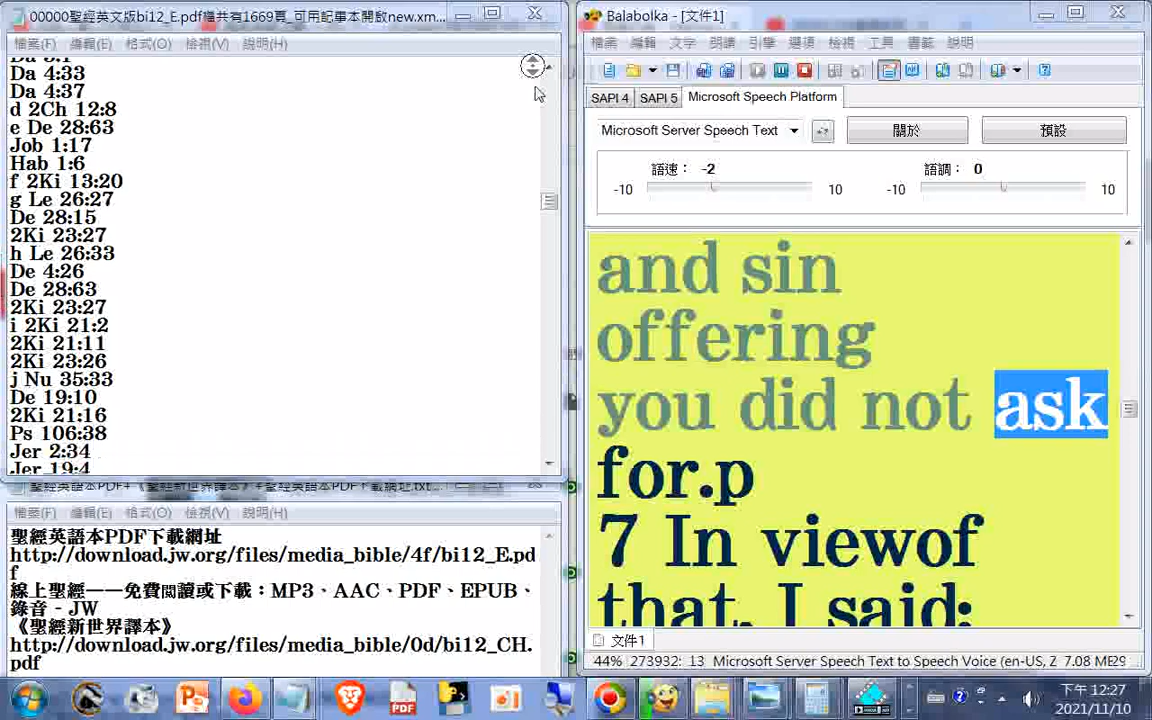 00000聖經英文版bi12_E.pdf檔共有1669頁_可用記事本開啟new.xm...
檔案(F) 編輯(E) 格式(O) 檢視(V) 說明(H)
Da 4:33
Da 4:37
d 2Ch 12:8
e De 28:63
Job 1:17
Hab 1:6
f 2Ki 13:20
g Le 26:27
De 28:15
2Ki 23:27
h Le 26:33
De 4:26
De 28:63
2Ki 23:27
i 2Ki 21:2
2Ki 21:11
2Ki 23:26
j Nu 35:33
De 19:10
2Ki 21:16
Ps 106:38
Jer 2:34
Jer 19:4
檔案(F) 編輯(E) 格式(O) 檢視(V) 說明(H)
聖經英語本PDF下載網址
http://download.jw.org/files/media_bible/4f/bi12_E.pd
f
線上聖經——免費閱讀或下載：MP3、AAC、PDF、EPUB、
錄音 - JW
《聖經新世界譯本》
http://download.jw.org/files/media_bible/0d/bi12_CH.
pdf
Balabolka - [文件1]
檔案 編輯 文字 朗讀 引擎 選項 檢視 工具 書籤 說明
SAPI 4 SAPI 5 Microsoft Speech Platform
Microsoft Server Speech Text 關於 預設
語速： -2 語調： 0
-10 10 -10 10
and sin
offering
you did not ask
for.p
7 In viewof
that, I said:
文件1
44% 273932: 13 Microsoft Server Speech Text to Speech Voice (en-US, Z 7.08 ME29
下午 12:27
2021/11/10